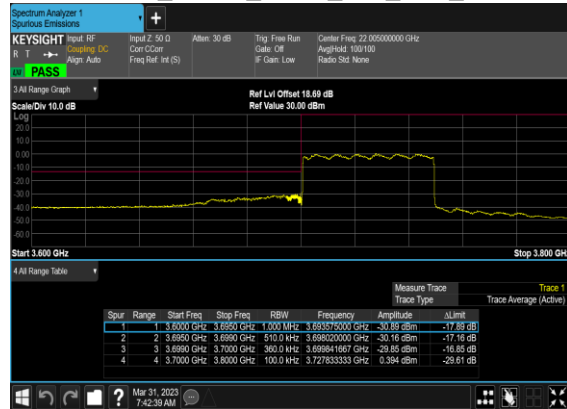 Spectrum Analyzer 1
Spurious Emissions
+
KEYSIGHT Input: RF Input Z: 50 Ω Atten: 30 dB Trig: Free Run Center Freq: 22.005000000 GHz
R T Coupling: DC Corr CCorr Gate: Off Avg|Hold: 100/100
Align: Auto Freq Ref: Int (S) IF Gain: Low Radio Std: None
PASS
3 All Range Graph
Ref Lvl Offset 18.69 dB
Scale/Div 10.0 dB Ref Value 30.00 dBm
Log
20.0
10.0
0.00
-10.0
-20.0
-30.0
-40.0
-50.0
-60.0
Start 3.600 GHz Stop 3.800 GHz
4 All Range Table
Measure Trace Trace 1
Trace Type Trace Average (Active)
Spur Range Start Freq Stop Freq RBW Frequency Amplitude ΔLimit
1 1 3.6000 GHz 3.6950 GHz 1.000 MHz 3.693575000 GHz -30.89 dBm -17.89 dB
2 2 3.6950 GHz 3.6990 GHz 510.0 kHz 3.698020000 GHz -30.16 dBm -17.16 dB
3 3 3.6990 GHz 3.7000 GHz 360.0 kHz 3.699841667 GHz -29.85 dBm -16.85 dB
4 4 3.7000 GHz 3.8000 GHz 100.0 kHz 3.727833333 GHz 0.394 dBm -29.61 dB
? Mar 31, 2023
7:42:39 AM